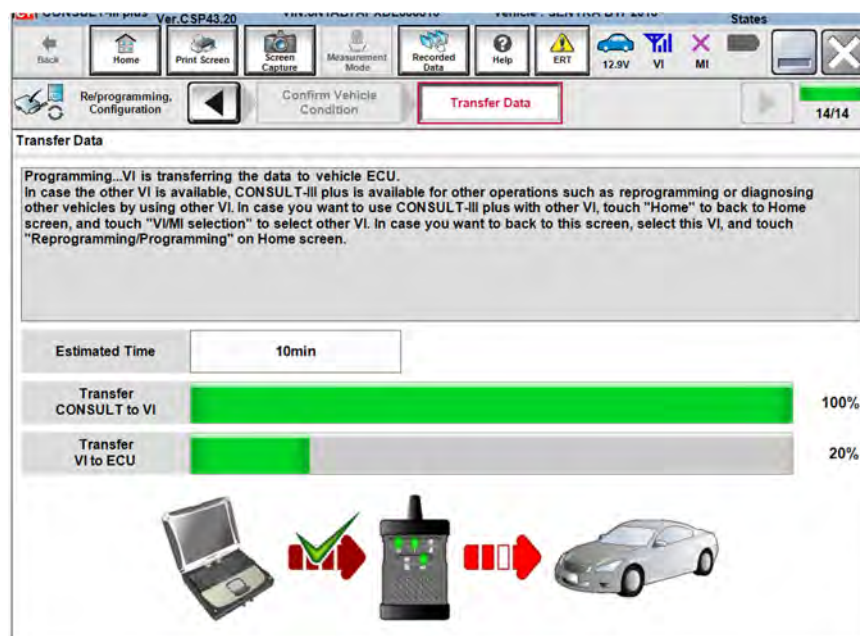 Ver.CSP43.20
States
Back
Home
Print Screen
Screen
Capture
Measurement
Mode
Recorded
Data
Help
ERT
12.9V
VI
MI
Re/programming,
Configuration
Confirm Vehicle
Condition
Transfer Data
14/14
Transfer Data
Programming...VI is transferring the data to vehicle ECU.
In case the other VI is available, CONSULT-III plus is available for other operations such as reprogramming or diagnosing
other vehicles by using other VI. In case you want to use CONSULT-III plus with other VI, touch "Home" to back to Home
screen, and touch "VI/MI selection" to select other VI. In case you want to back to this screen, select this VI, and touch
"Reprogramming/Programming" on Home screen.
Estimated Time
10min
Transfer
CONSULT to VI
100%
Transfer
VI to ECU
20%